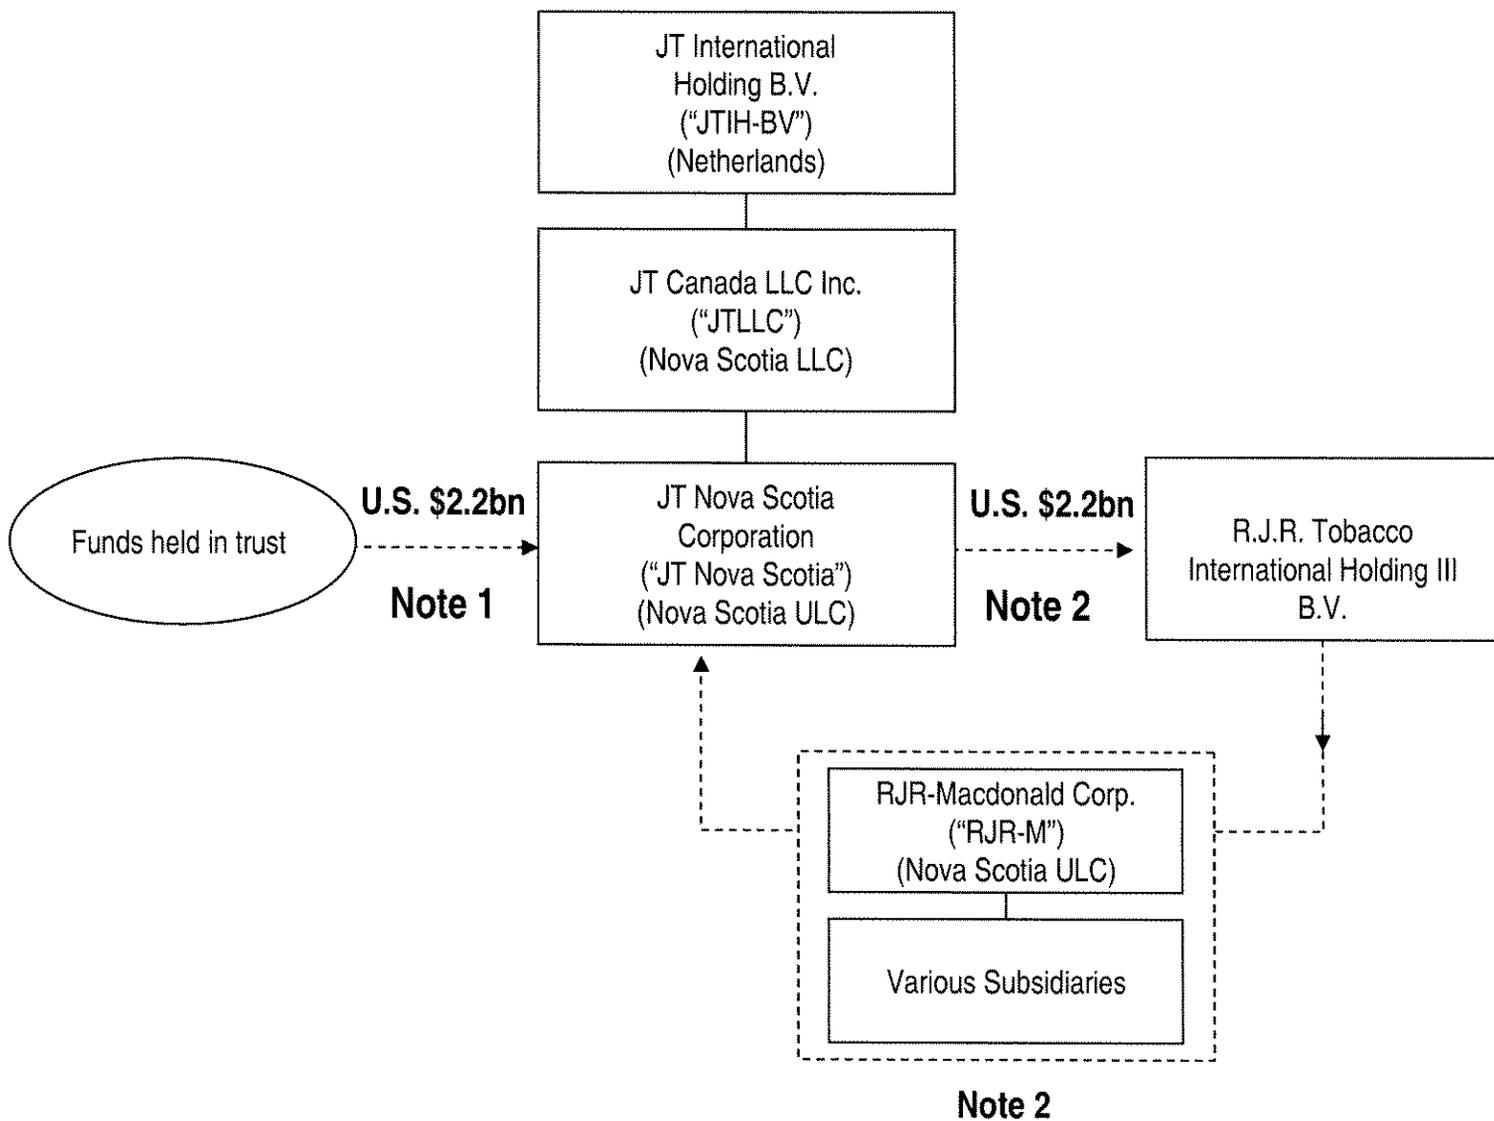 JT International
Holding B.V.
(“JTIH-BV”)
(Netherlands)
JT Canada LLC Inc.
(“JTLLC”)
(Nova Scotia LLC)
Funds held in trust
U.S. $2.2bn
Note 1
JT Nova Scotia
Corporation
(“JT Nova Scotia”)
(Nova Scotia ULC)
U.S. $2.2bn
Note 2
R.J.R. Tobacco
International Holding III
B.V.
RJR-Macdonald Corp.
(“RJR-M”)
(Nova Scotia ULC)
Various Subsidiaries
Note 2